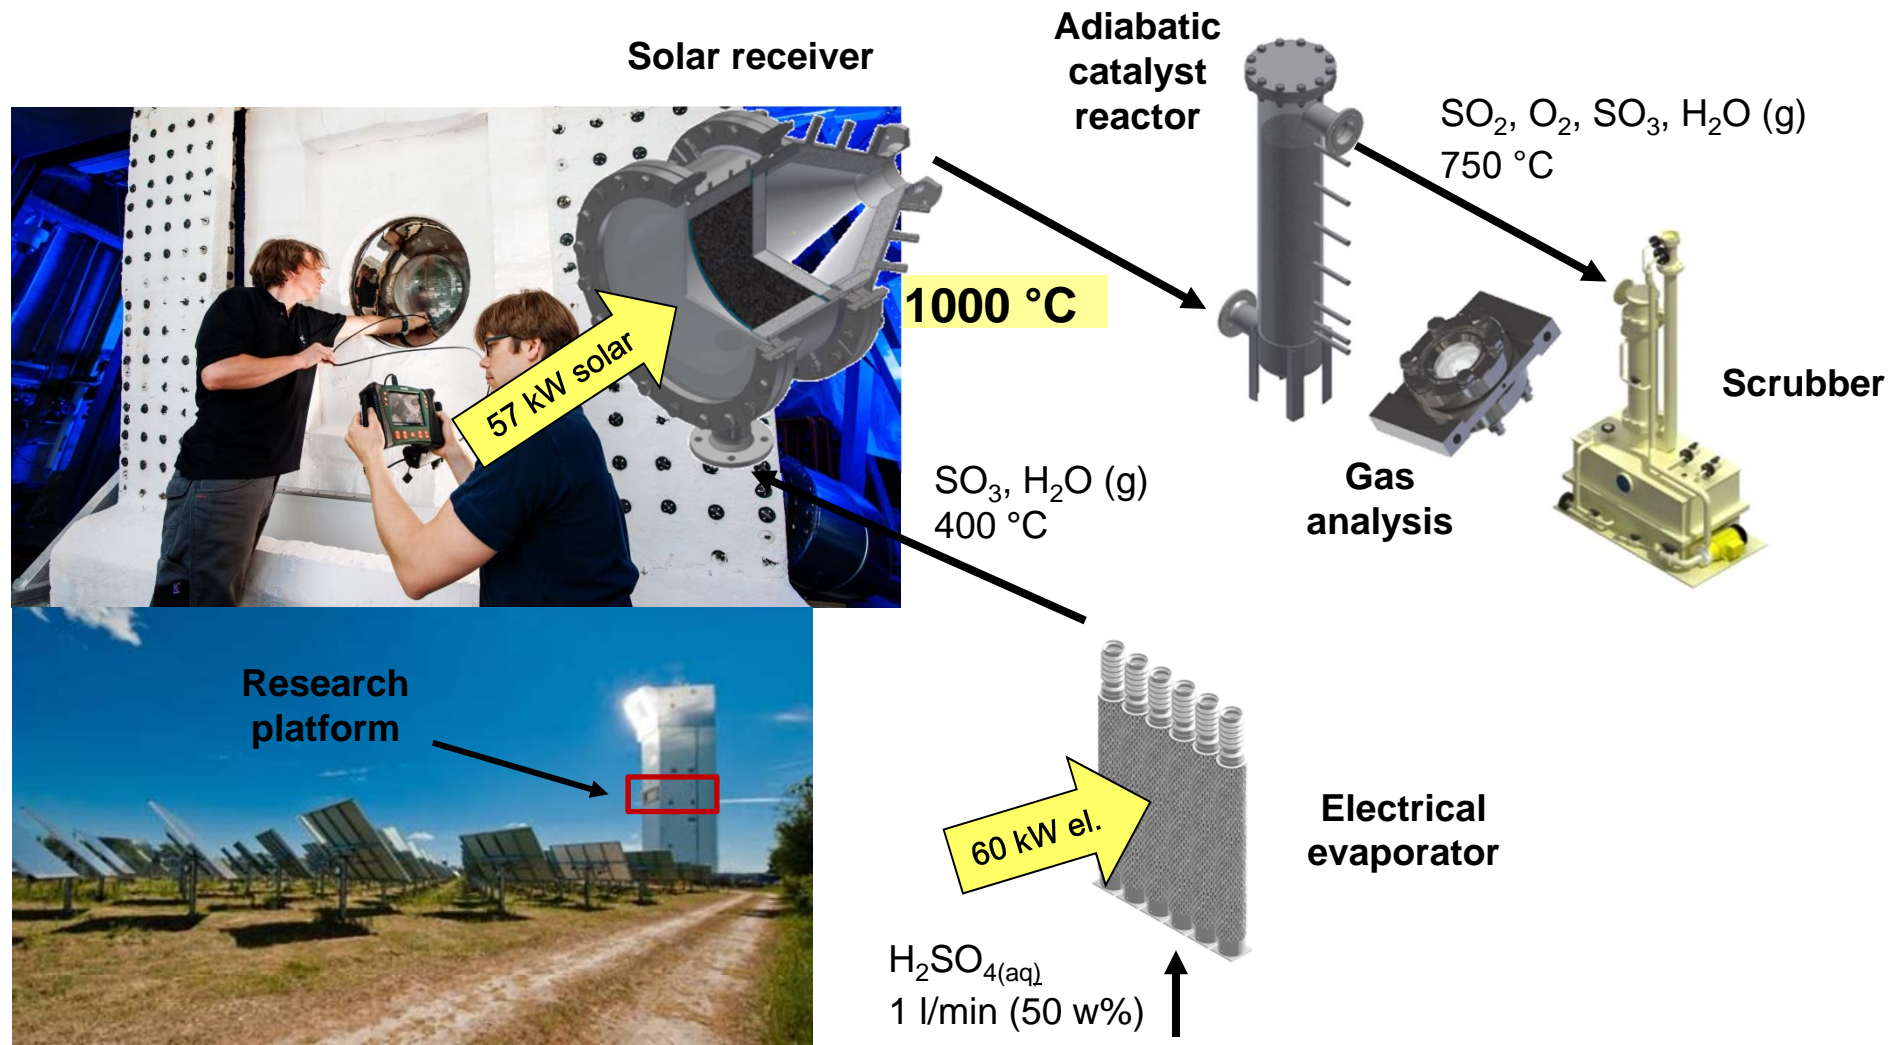 Solar receiver
Adiabatic
catalyst
reactor
SO₂, O₂, SO₃, H₂O (g)
750 °C
1000 °C
57 kW solar
Scrubber
SO₃, H₂O (g)
400 °C
Gas
analysis
Research
platform
60 kW el.
Electrical
evaporator
H₂SO₄₍aq₎
1 l/min (50 w%)